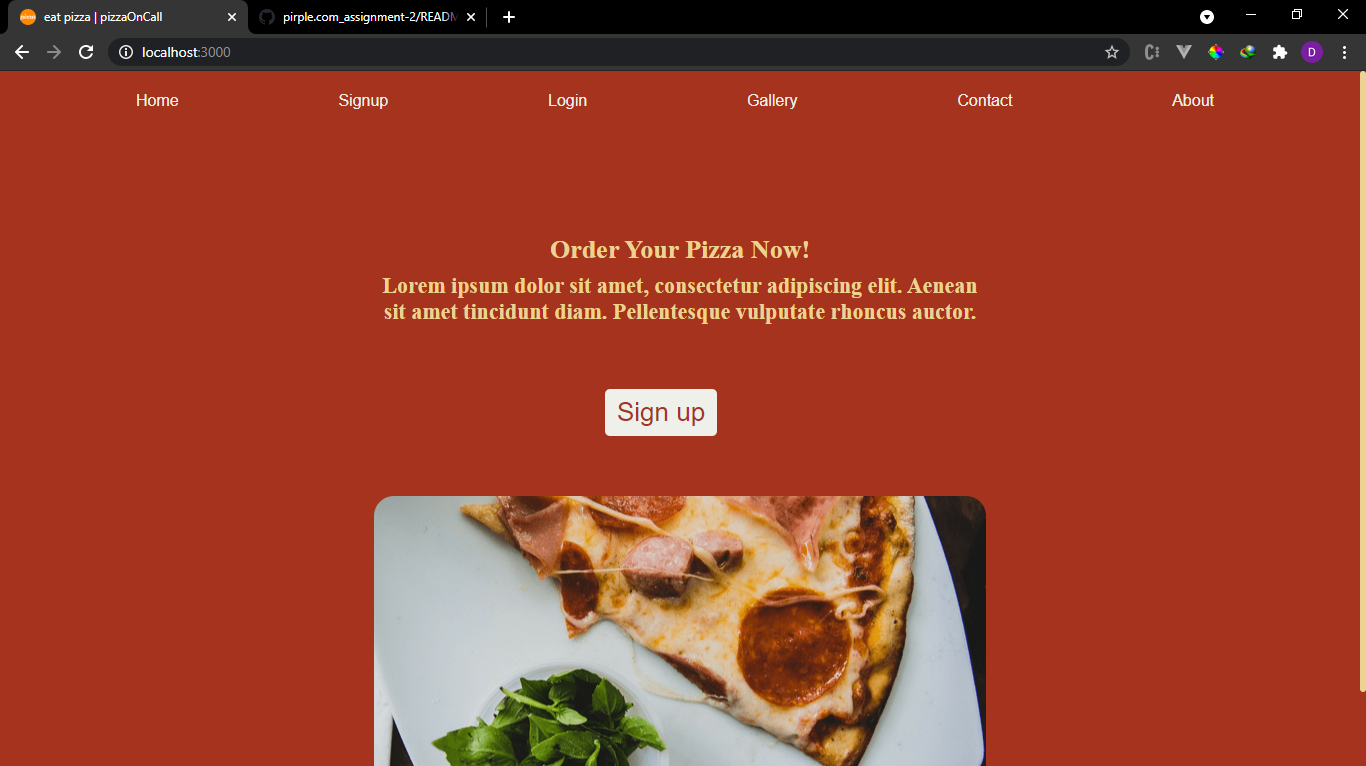 eat pizza | pizzaOnCall
pirple.com_assignment-2/READM
localhost:3000
D
Home Signup Login Gallery Contact About
Order Your Pizza Now!
Lorem ipsum dolor sit amet, consectetur adipiscing elit. Aenean
sit amet tincidunt diam. Pellentesque vulputate rhoncus auctor.
Sign up